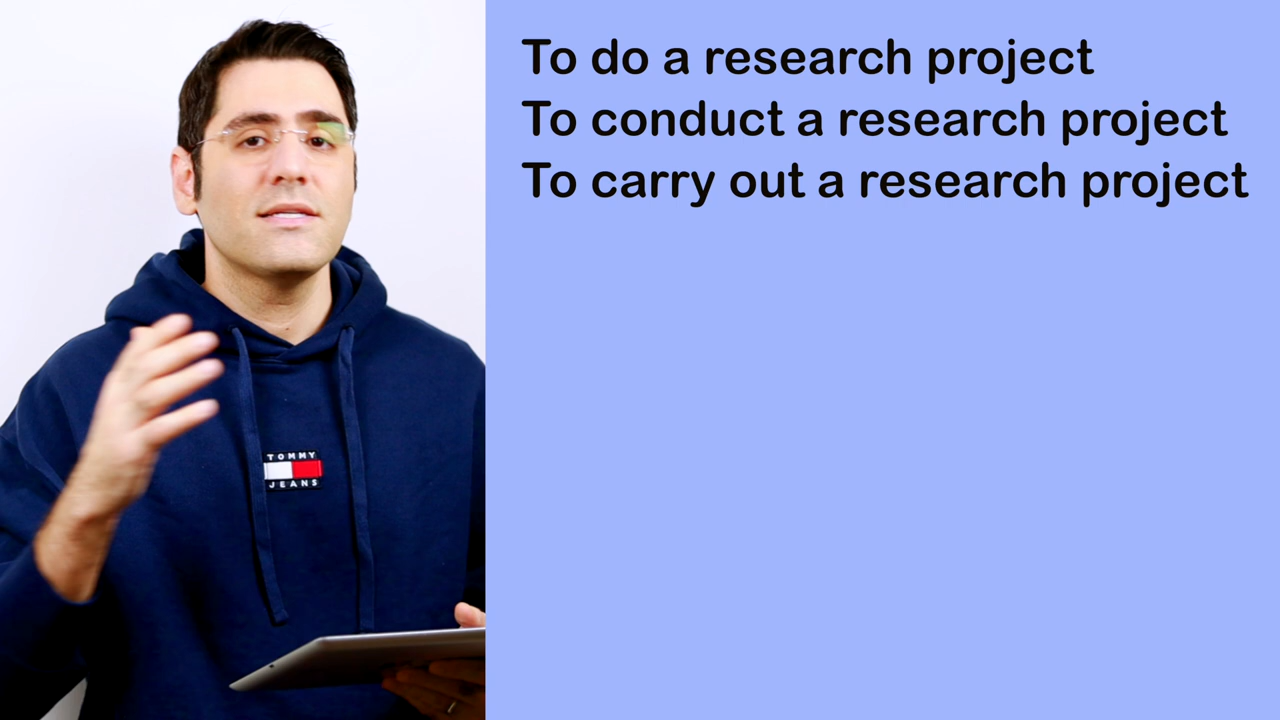 To do a research project
To conduct a research project
To carry out a research project
TOMMY
JEANS